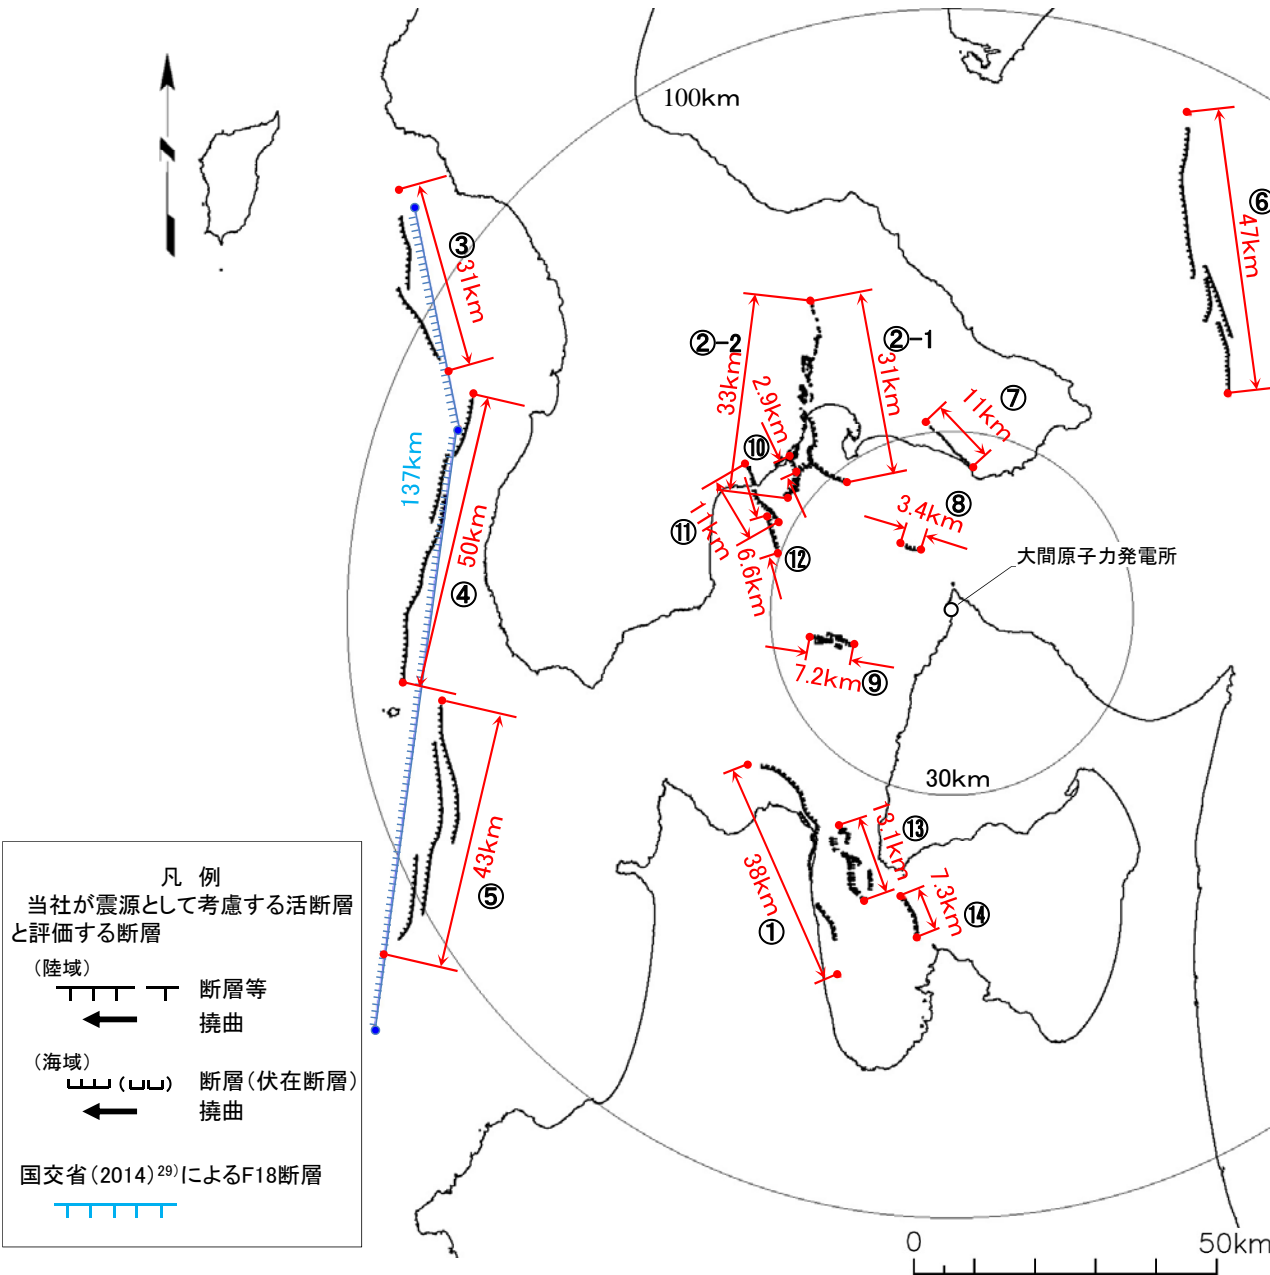 100km
③
31km
⑥
47km
②-2
②-1
33km
31km
2.9km
⑦
11km
137km
⑩
50km
⑪
11km
⑧
3.4km
6.6km
⑫
大間原子力発電所
④
7.2km
⑨
30km
43km
⑤
13.1km
⑬
38km
①
7.3km
⑭
凡 例
当社が震源として考慮する活断層
と評価する断層
(陸域)
断層等
撓曲
(海域)
( )
断層(伏在断層)
撓曲
国交省(2014)29)によるF18断層
0
50km